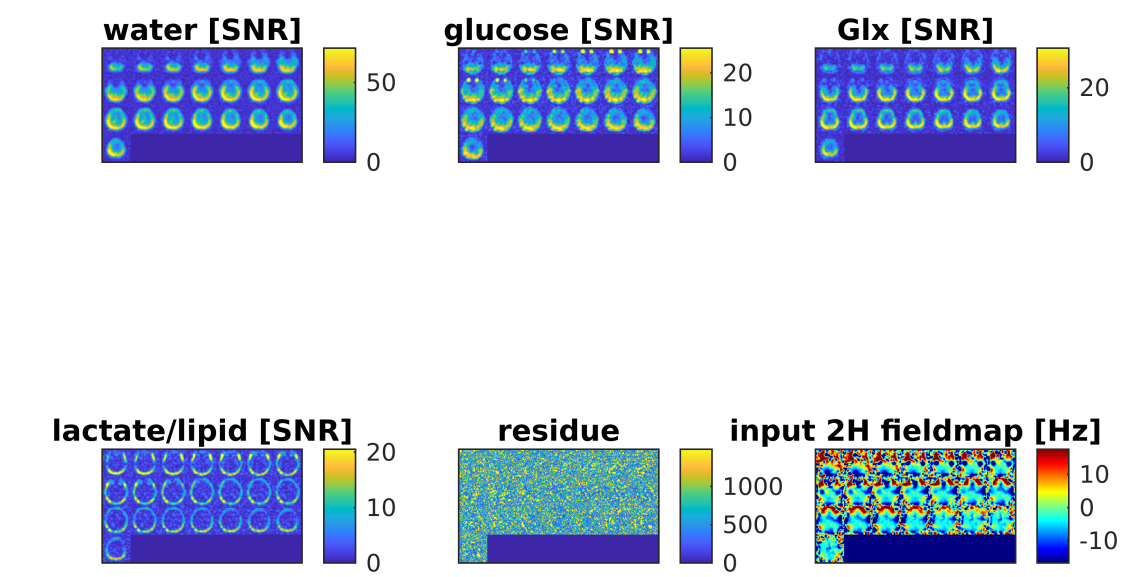 water [SNR]
50
0
glucose [SNR]
20
10
0
Glx [SNR]
20
0
lactate/lipid [SNR]
20
10
0
residue
1000
500
0
input 2H fieldmap [Hz]
10
0
-10